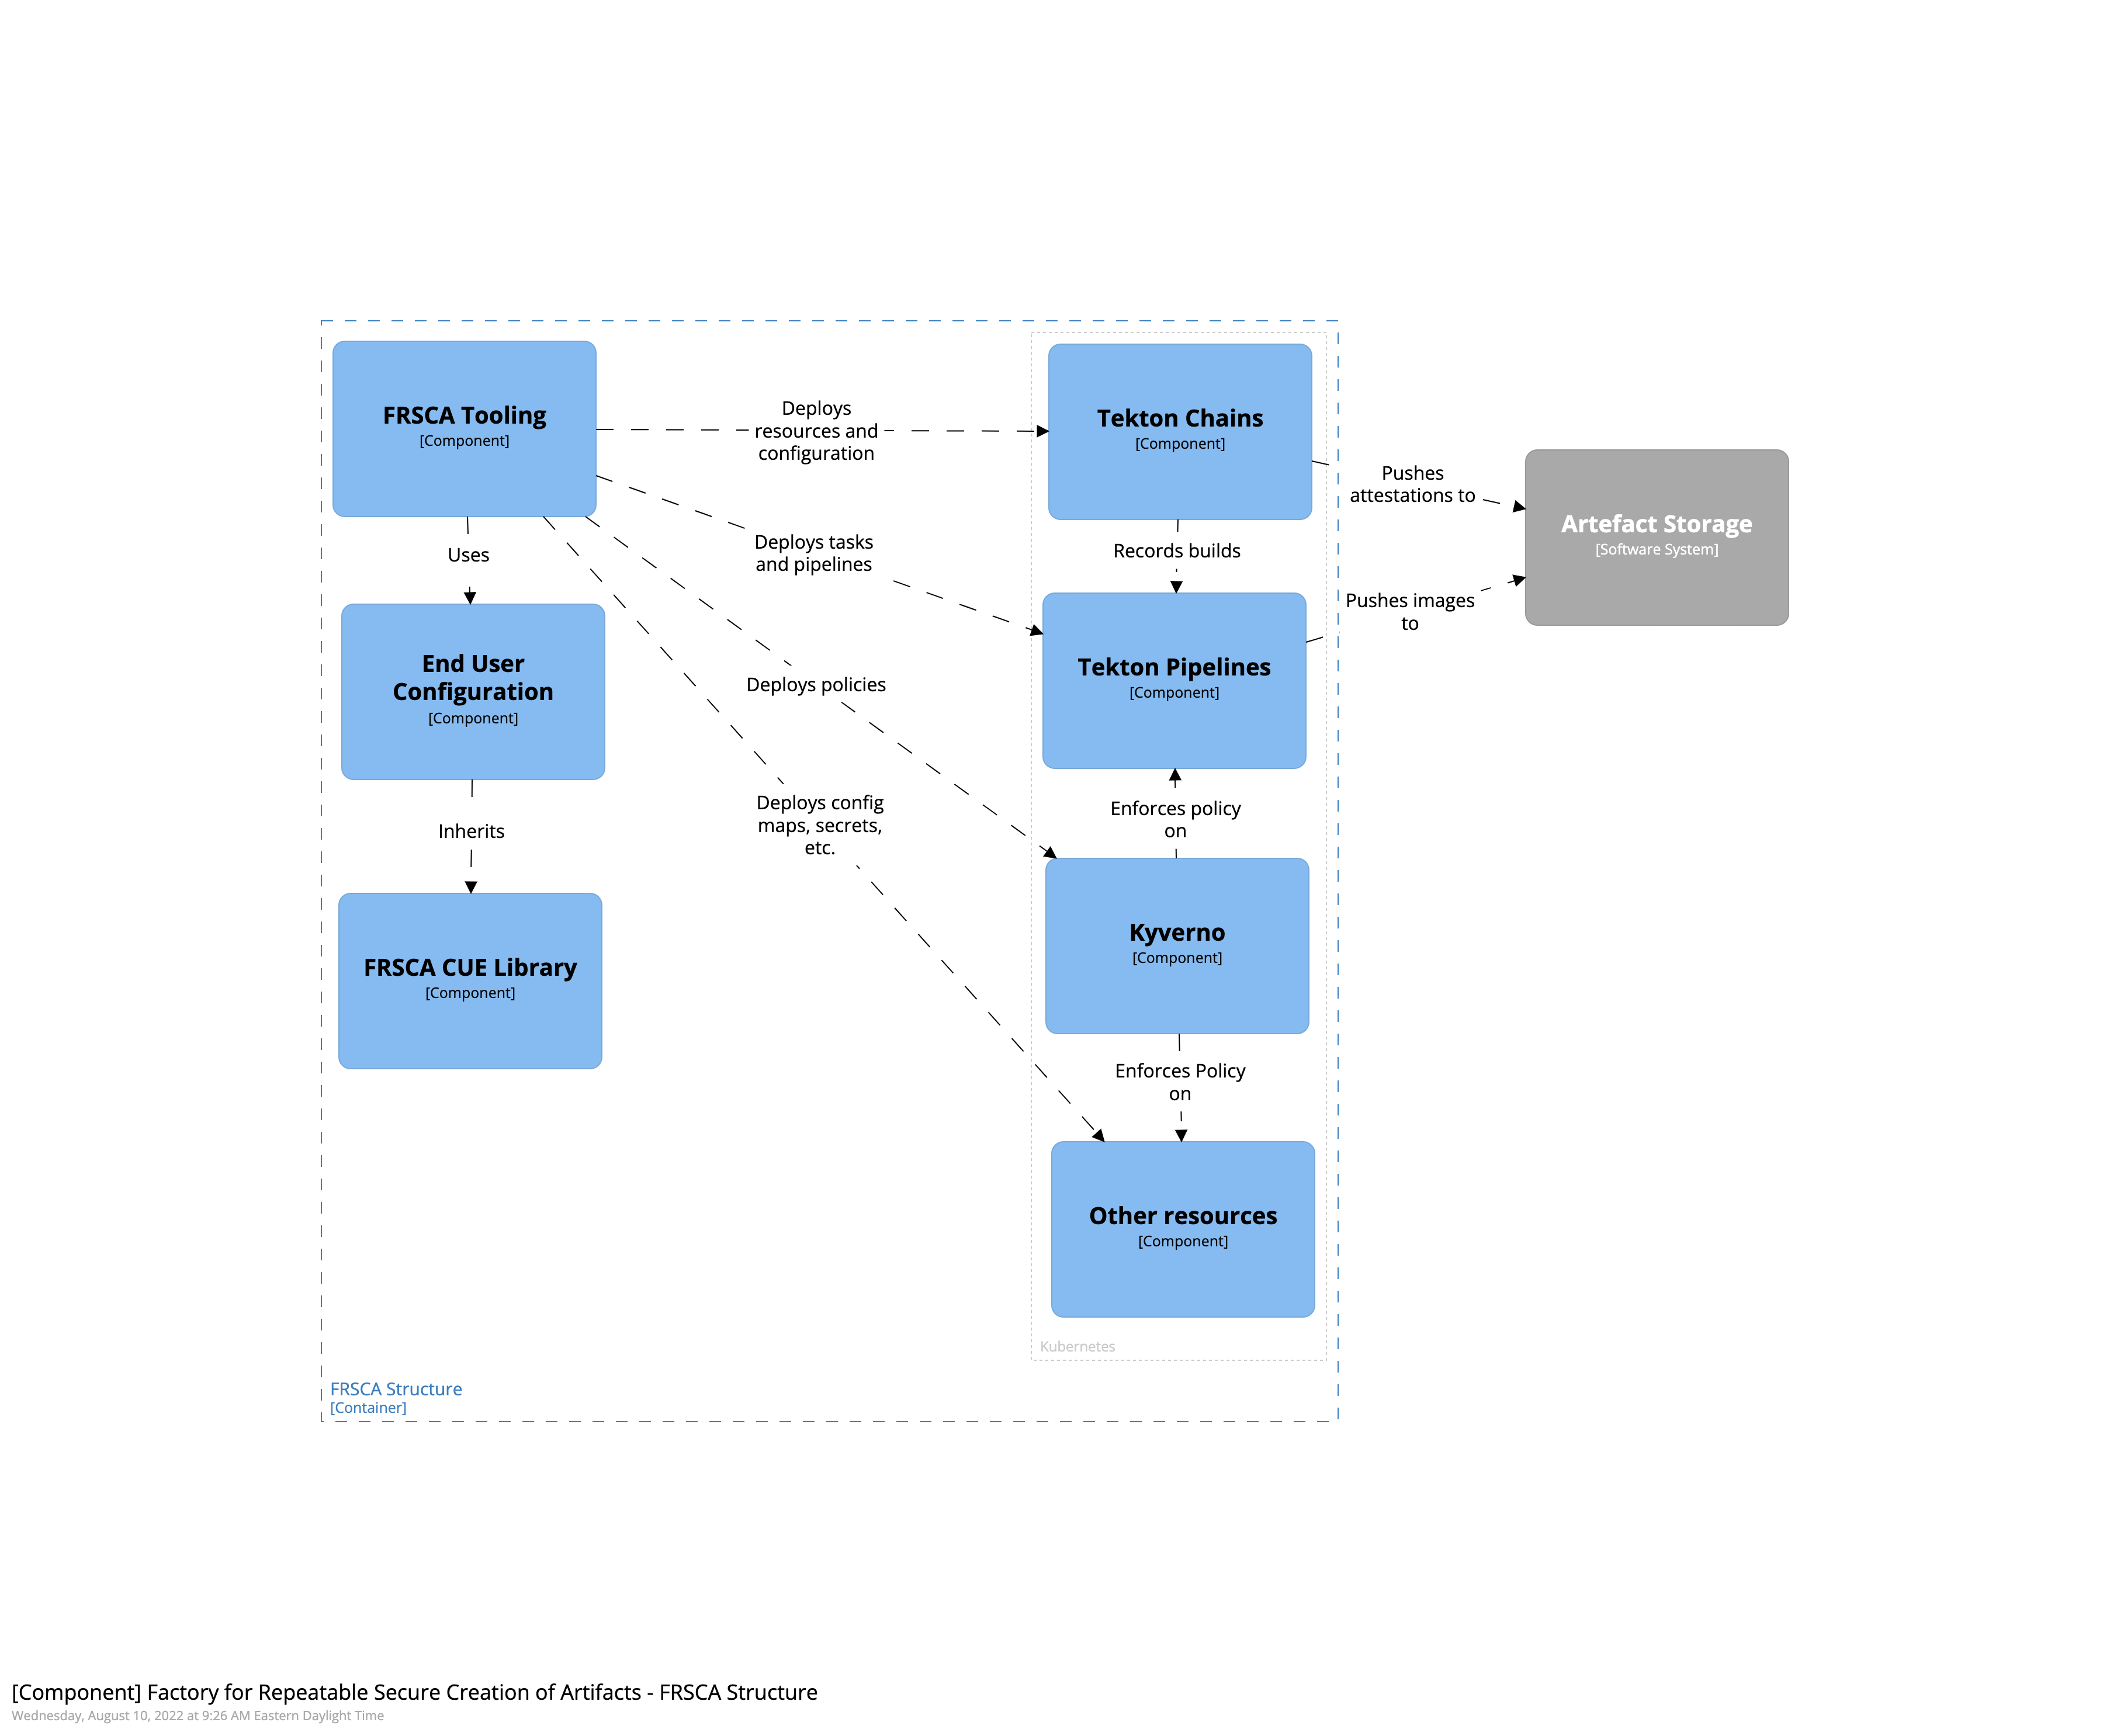 FRSCA Tooling
[Component]
Deploys
resources and
configuration
Tekton Chains
[Component]
Pushes
attestations to
Artefact Storage
[Software System]
Uses
Deploys tasks
and pipelines
Records builds
Pushes images
to
End User
Configuration
[Component]
Deploys policies
Tekton Pipelines
[Component]
Inherits
Deploys config
maps, secrets,
etc.
Enforces policy
on
FRSCA CUE Library
[Component]
Kyverno
[Component]
Enforces Policy
on
Other resources
[Component]
Kubernetes
FRSCA Structure
[Container]
[Component] Factory for Repeatable Secure Creation of Artifacts - FRSCA Structure
Wednesday, August 10, 2022 at 9:26 AM Eastern Daylight Time